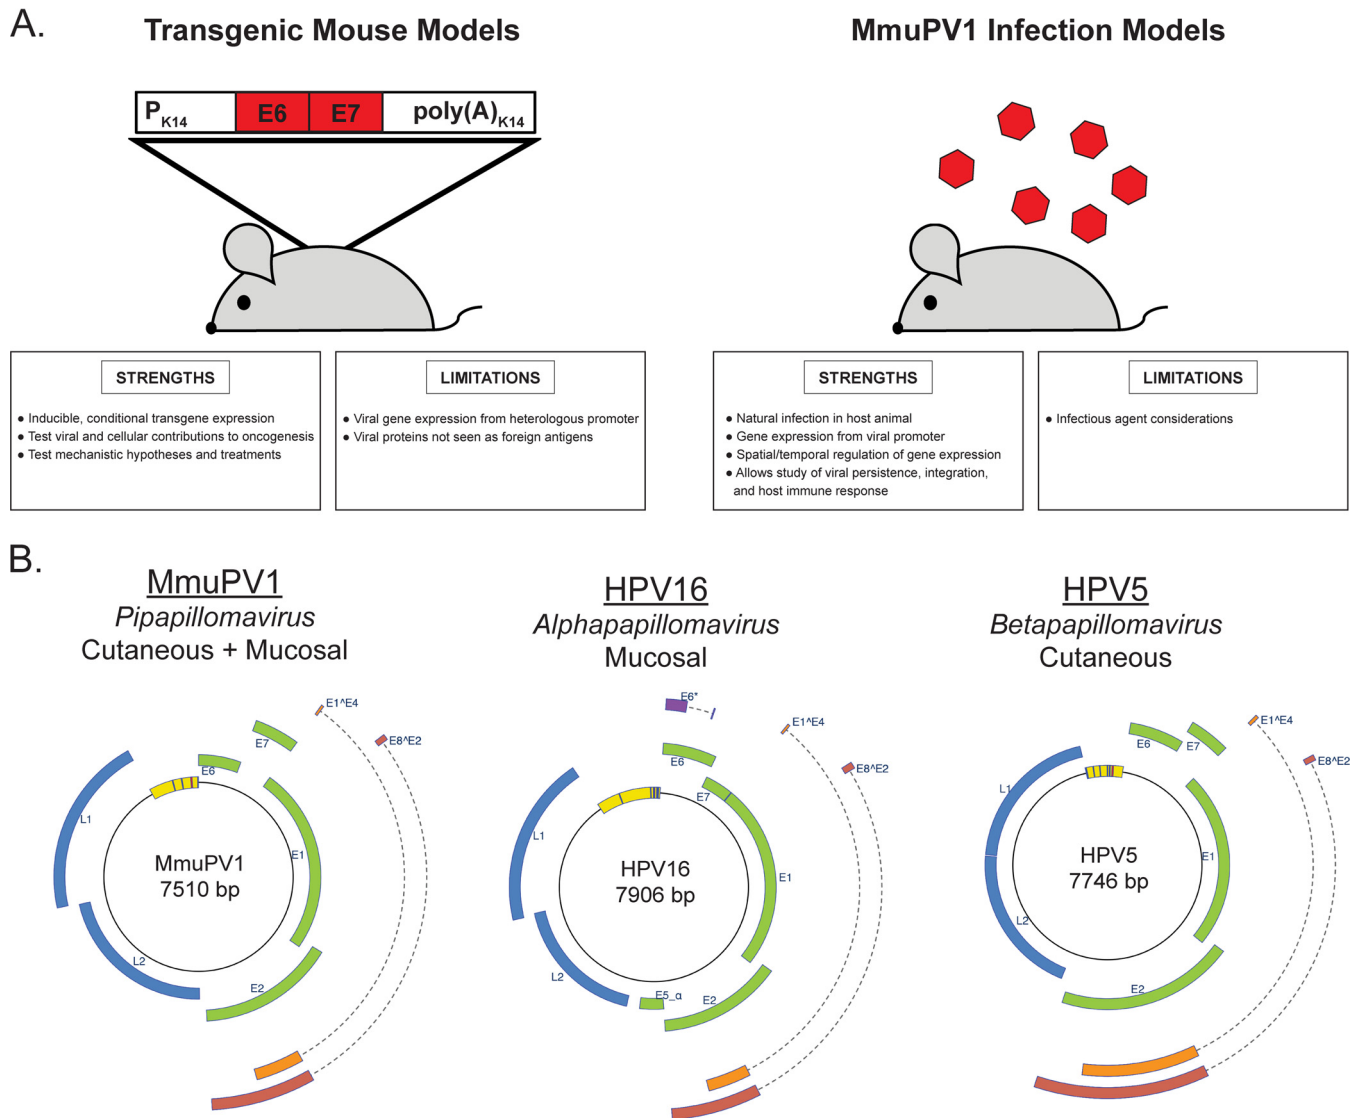 A.
Transgenic Mouse Models
P K14 E6 E7 poly(A) K14
STRENGTHS
● Inducible, conditional transgene expression
● Test viral and cellular contributions to oncogenesis
● Test mechanistic hypotheses and treatments
LIMITATIONS
● Viral gene expression from heterologous promoter
● Viral proteins not seen as foreign antigens
MmuPV1 Infection Models
STRENGTHS
● Natural infection in host animal
● Gene expression from viral promoter
● Spatial/temporal regulation of gene expression
● Allows study of viral persistence, integration,
and host immune response
LIMITATIONS
● Infectious agent considerations
B.
MmuPV1
Pipapillomavirus
Cutaneous + Mucosal
E1^E4
E8^E2
E7
E6
L1
E1
MmuPV1
7510 bp
L2
E2
HPV16
Alphapapillomavirus
Mucosal
E6*
E1^E4
E8^E2
E6
E7
L1
E1
HPV16
7906 bp
L2
E5_α
E2
HPV5
Betapapillomavirus
Cutaneous
E1^E4
E8^E2
E6
E7
L1
E1
HPV5
7746 bp
L2
E2